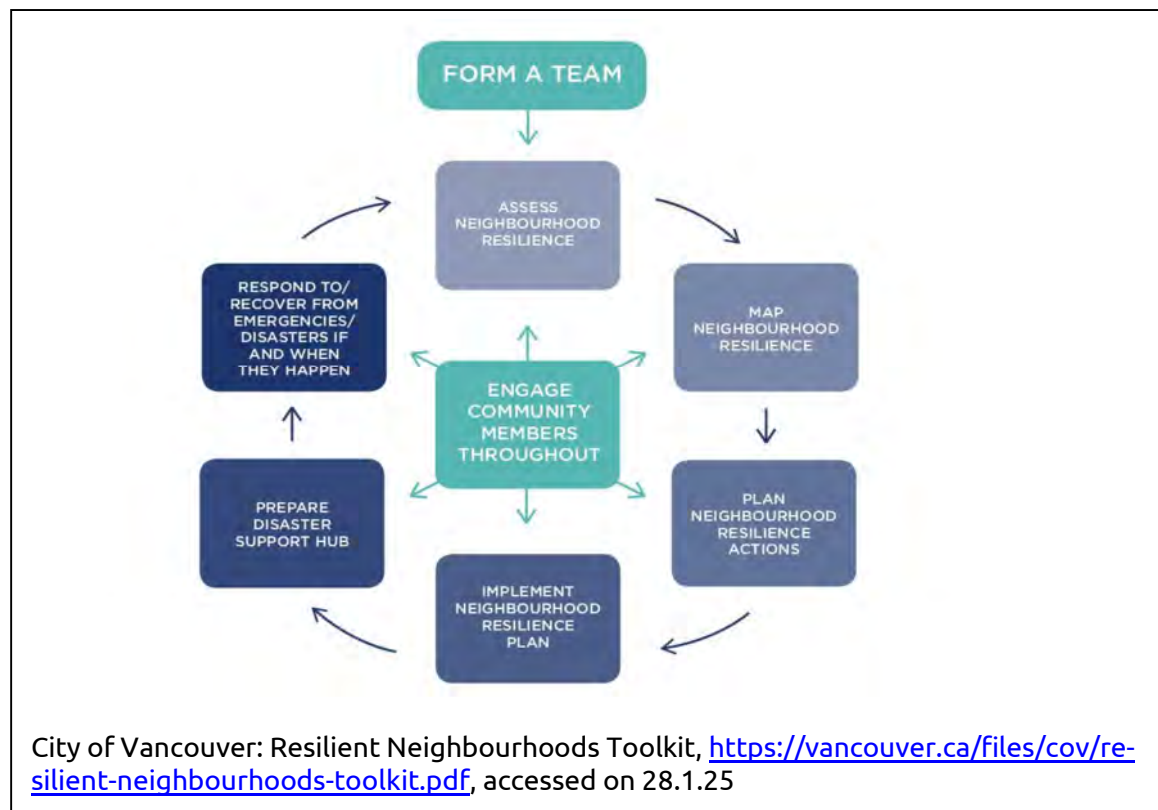 FORM A TEAM
ASSESS
NEIGHBOURHOOD
RESILIENCE
MAP
NEIGHBOURHOOD
RESILIENCE
PLAN
NEIGHBOURHOOD
RESILIENCE
ACTIONS
IMPLEMENT
NEIGHBOURHOOD
RESILIENCE
PLAN
PREPARE
DISASTER
SUPPORT HUB
RESPOND TO/
RECOVER FROM
EMERGENCIES/
DISASTERS IF
AND WHEN
THEY HAPPEN
ENGAGE
COMMUNITY
MEMBERS
THROUGHOUT
City of Vancouver: Resilient Neighbourhoods Toolkit, https://vancouver.ca/files/cov/re-
silient-neighbourhoods-toolkit.pdf, accessed on 28.1.25